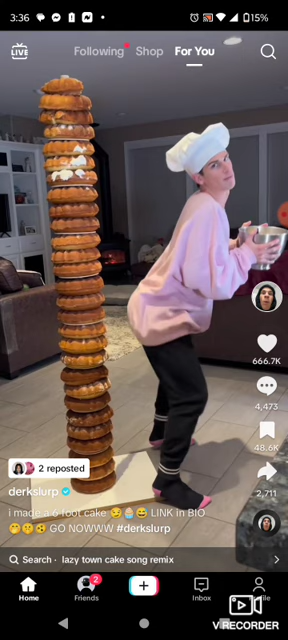 3:36
15%
LIVE
Following
Shop
For You
666.7K
4,473
48.6K
2,711
2 reposted
derkslurp
i made a 6 foot cake 😏🧁😅 LINK in BIO
🤭🤫🫣 GO NOWWW #derkslurp
Search · lazy town cake song remix
2
Home
Friends
Inbox
V RECORDER